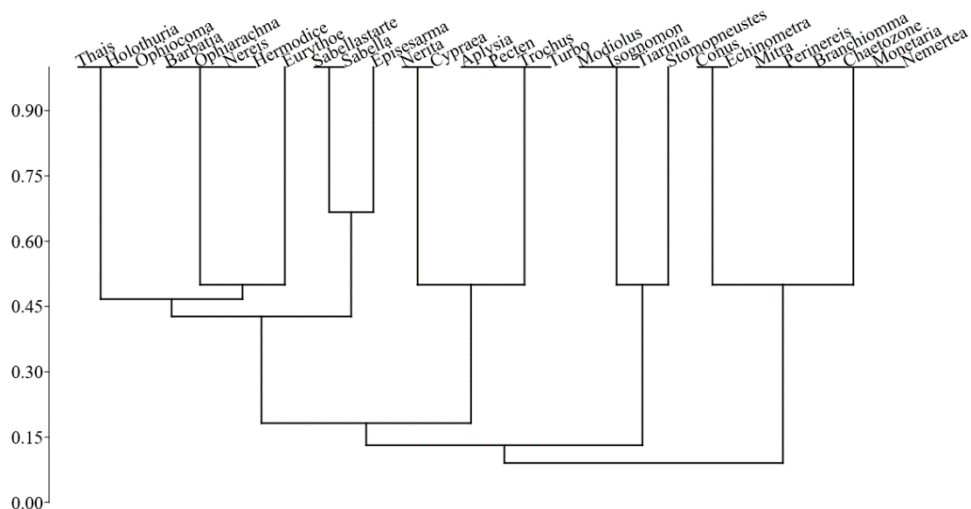 Thais
Holothuria
Ophiocoma
Barbatia
Ophiarachna
Nereis
Hermodice
Eurythoe
Sabellastarte
Sabella
Episesarma
Nerita
Cypraea
Aplysia
Pecten
Trochus
Turbo
Modiolus
Isognomon
Tiarinia
Stomopneustes
Conus
Echinometra
Mitra
Perinereis
Branchiomma
Chaetozone
Monetaria
Nemertea
0.90
0.75
0.60
0.45
0.30
0.15
0.00